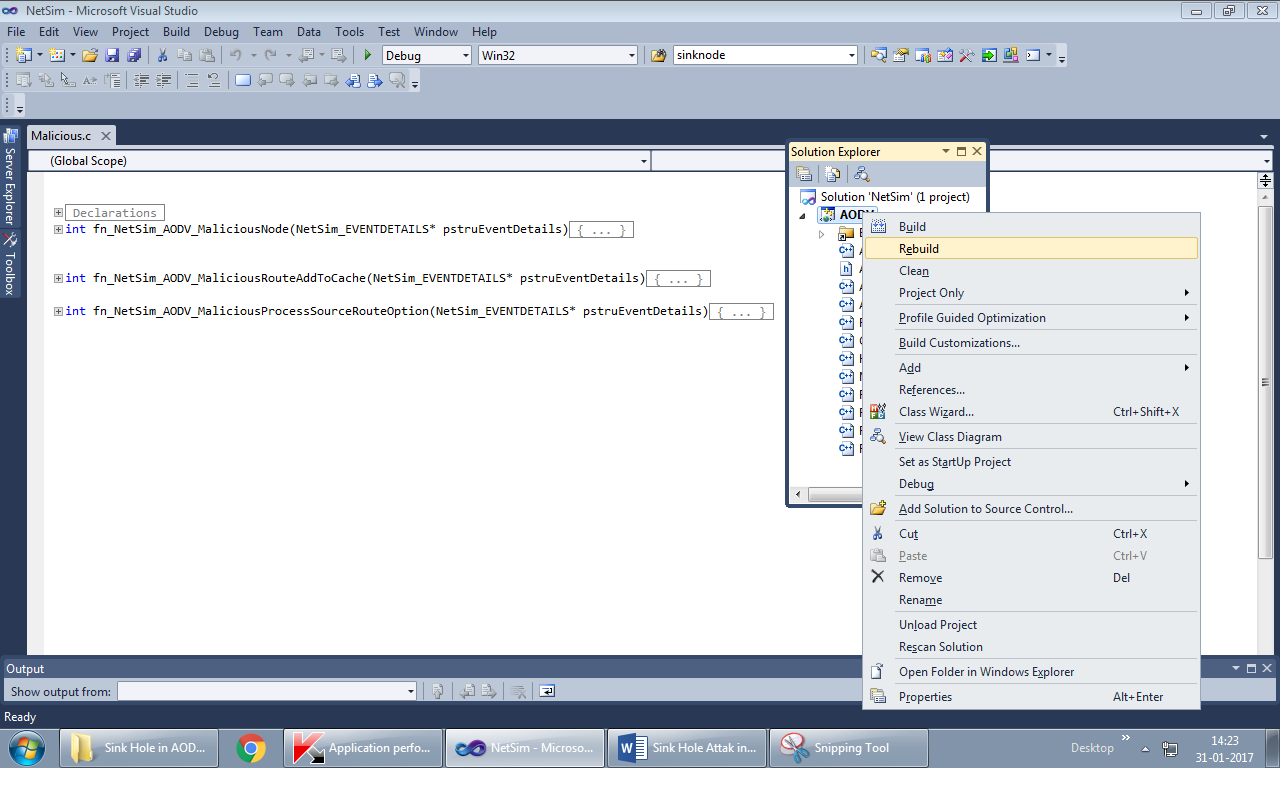 NetSim - Microsoft Visual Studio
File Edit View Project Build Debug Team Data Tools Test Window Help
Debug Win32 sinknode
Malicious.c
(Global Scope)
Server Explorer
Toolbox
Declarations
int fn_NetSim_AODV_MaliciousNode(NetSim_EVENTDETAILS* pstruEventDetails){ ... }
int fn_NetSim_AODV_MaliciousRouteAddToCache(NetSim_EVENTDETAILS* pstruEventDetails){ ... }
int fn_NetSim_AODV_MaliciousProcessSourceRouteOption(NetSim_EVENTDETAILS* pstruEventDetails){ ... }
Solution Explorer
Solution 'NetSim' (1 project)
AODV
Build
Rebuild
Clean
Project Only
Profile Guided Optimization
Build Customizations...
Add
References...
Class Wizard... Ctrl+Shift+X
View Class Diagram
Set as StartUp Project
Debug
Add Solution to Source Control...
Cut Ctrl+X
Paste Ctrl+V
Remove Del
Rename
Unload Project
Rescan Solution
Open Folder in Windows Explorer
Properties Alt+Enter
Output
Show output from:
Ready
Sink Hole in AOD... Application perfo... NetSim - Microso... Sink Hole Attak in... Snipping Tool Desktop 14:23
31-01-2017